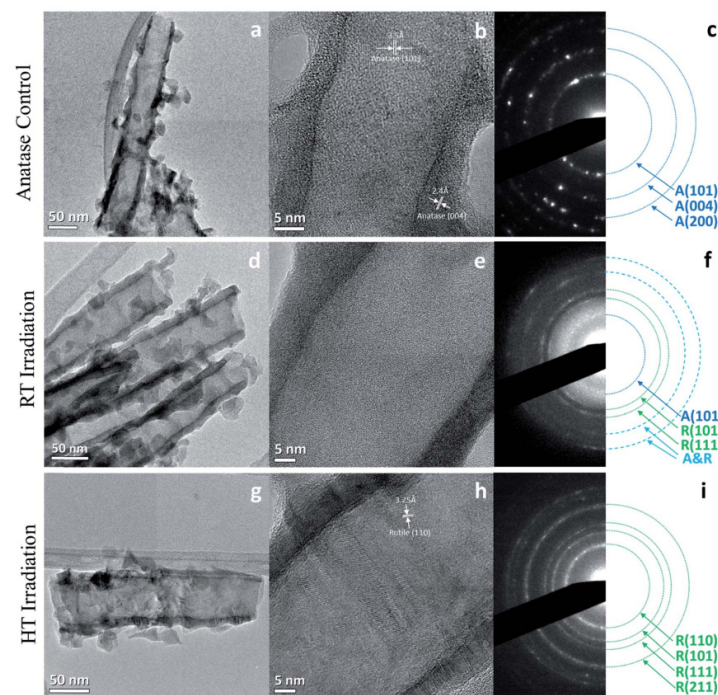 Anatase Control
a
50 nm
b
3.5Å
Anatase (101)
2.4Å
Anatase (004)
5 nm
c
A(101)
A(004)
A(200)
RT Irradiation
d
50 nm
e
5 nm
f
A(101
R(101
R(111
A&R
HT Irradiation
g
50 nm
h
3.25Å
Rutile (110)
5 nm
i
R(110)
R(101)
R(111)
R(211)